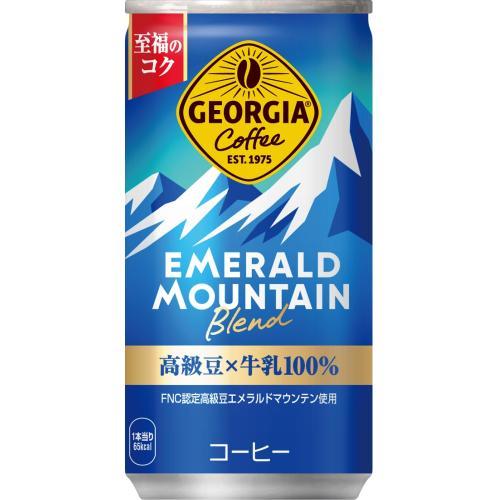 至福の
コク
GEORGIA®
Coffee
EST. 1975
EMERALD
MOUNTAIN
Blend
高級豆×牛乳100%
FNC認定高級豆エメラルドマウンテン使用
1本当り
65kcal
コーヒー